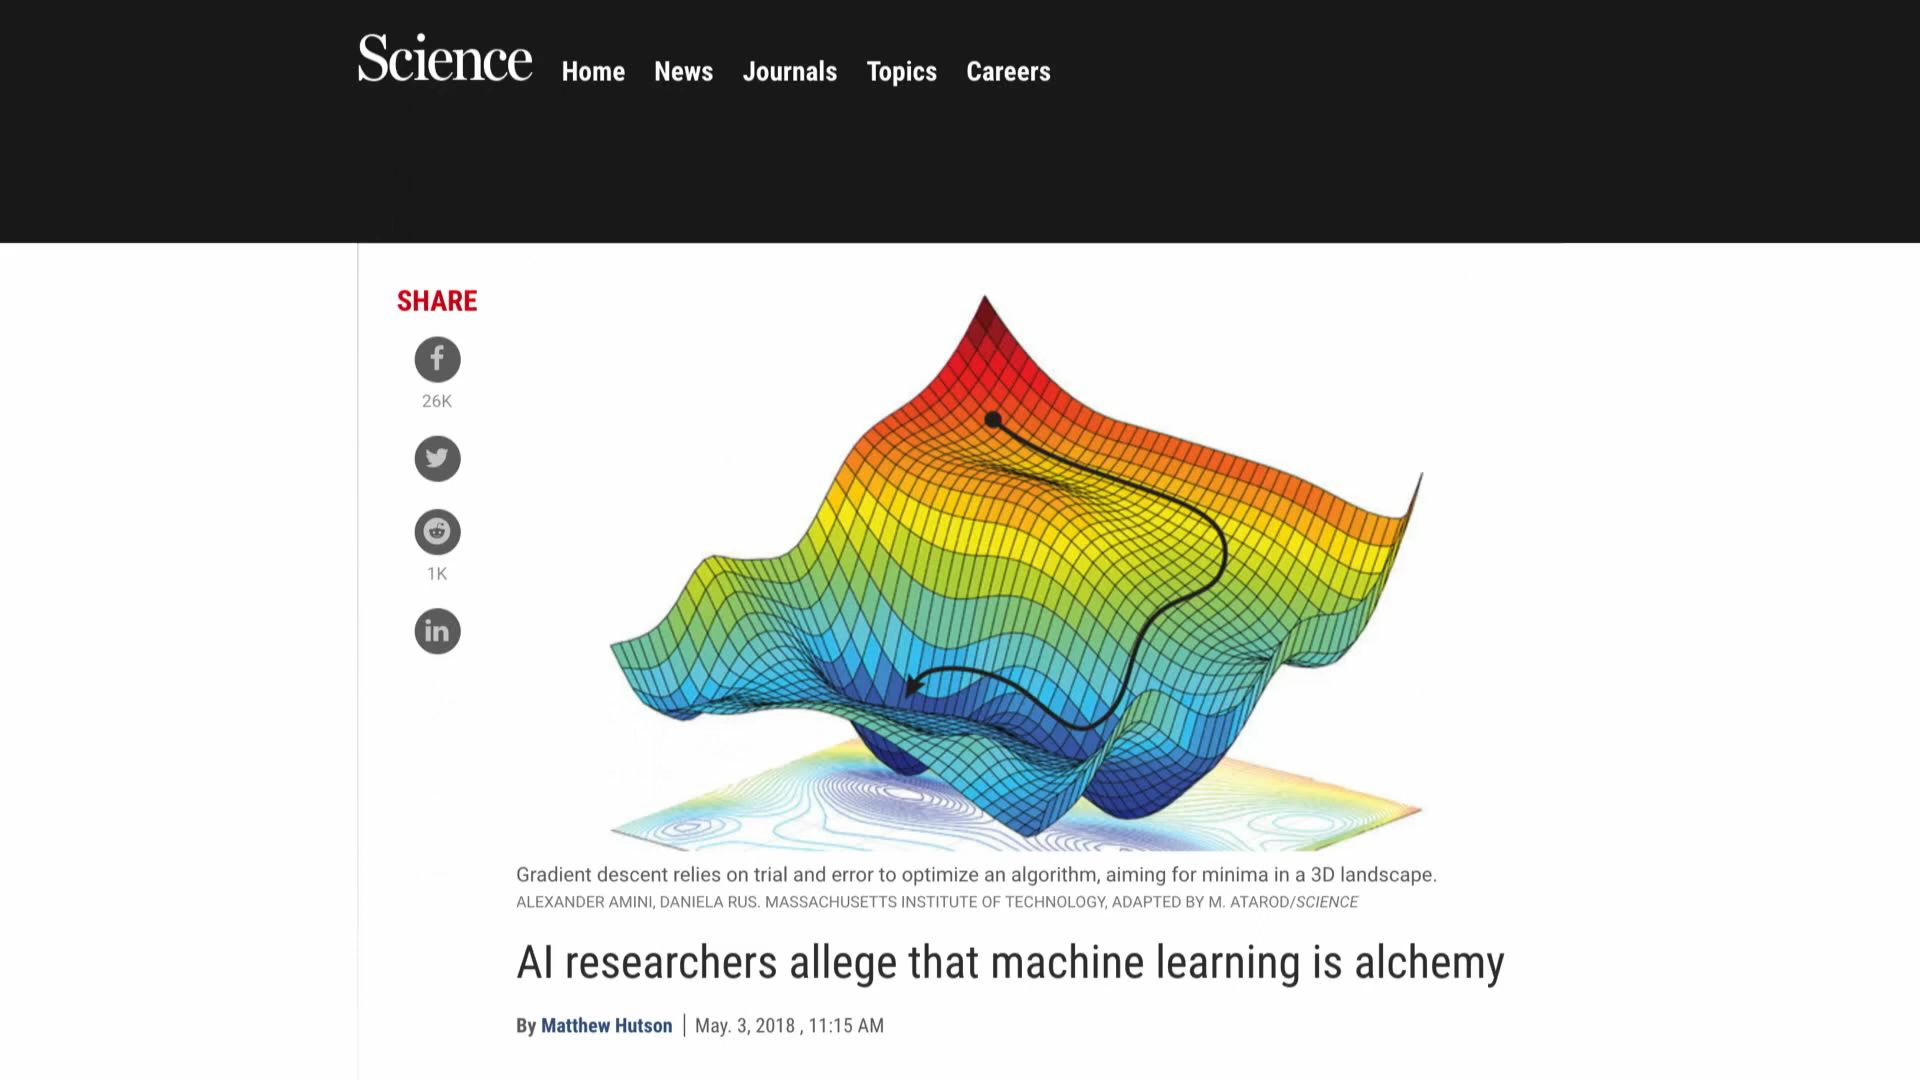 Science Home News Journals Topics Careers
SHARE
26K
1K
in
Gradient descent relies on trial and error to optimize an algorithm, aiming for minima in a 3D landscape.
ALEXANDER AMINI, DANIELA RUS. MASSACHUSETTS INSTITUTE OF TECHNOLOGY, ADAPTED BY M. ATAROD/SCIENCE
AI researchers allege that machine learning is alchemy
By Matthew Hutson | May. 3, 2018 , 11:15 AM